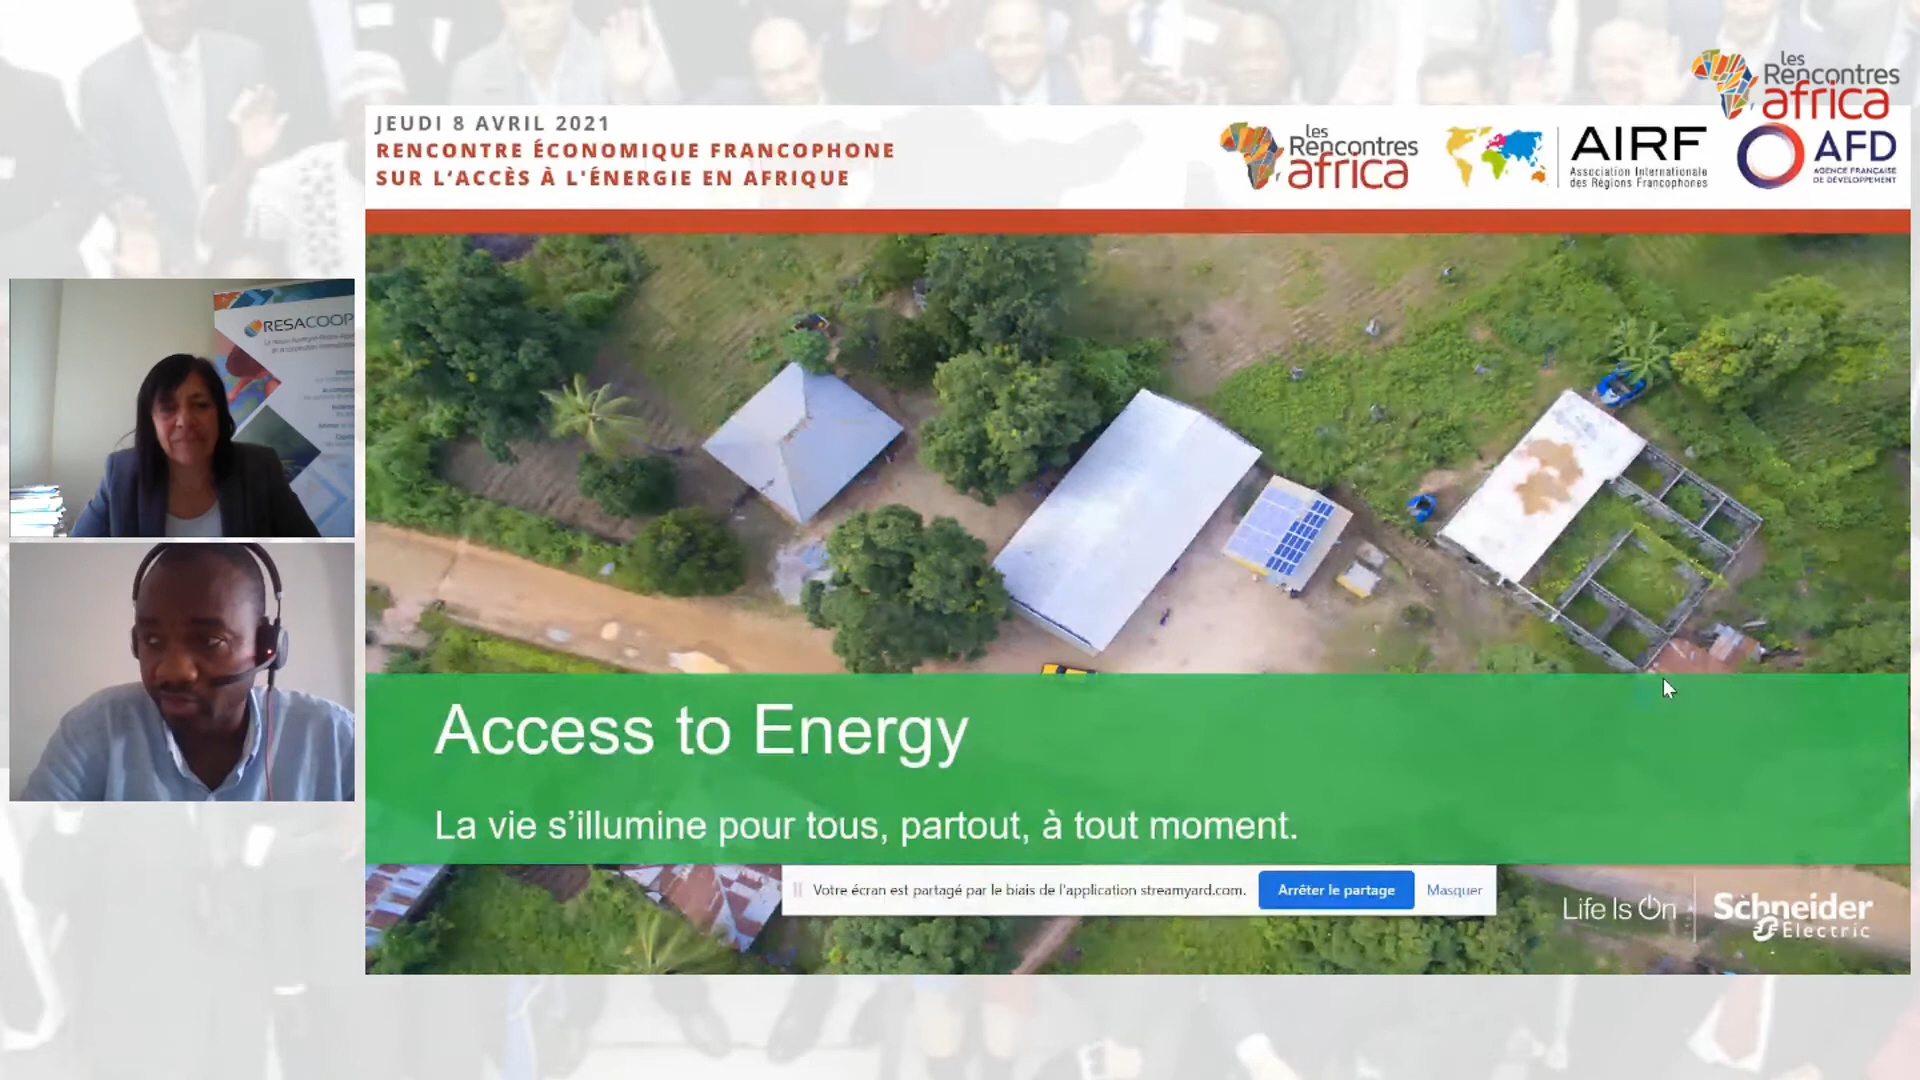 les
Rencontres
africa
JEUDI 8 AVRIL 2021
RENCONTRE ÉCONOMIQUE FRANCOPHONE
SUR L'ACCÈS À L'ÉNERGIE EN AFRIQUE
les
Rencontres
africa
AIRF
Association Internationale
des Régions Francophones
AFD
AGENCE FRANÇAISE
DE DÉVELOPPEMENT
RESACOOP
Access to Energy
La vie s'illumine pour tous, partout, à tout moment.
Votre écran est partagé par le biais de l'application streamyard.com.
Arrêter le partage
Masquer
Life Is On
Schneider
Electric